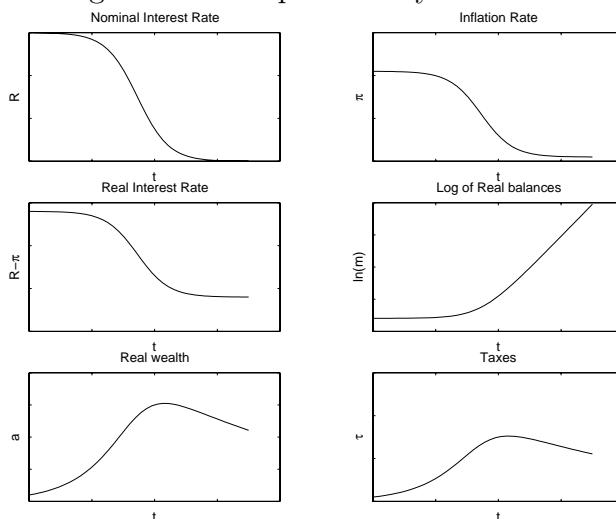 Nominal Interest Rate
R
t
Inflation Rate
π
t
Real Interest Rate
R−π
t
Log of Real balances
ln(m)
t
Real wealth
a
t
Taxes
τ
t